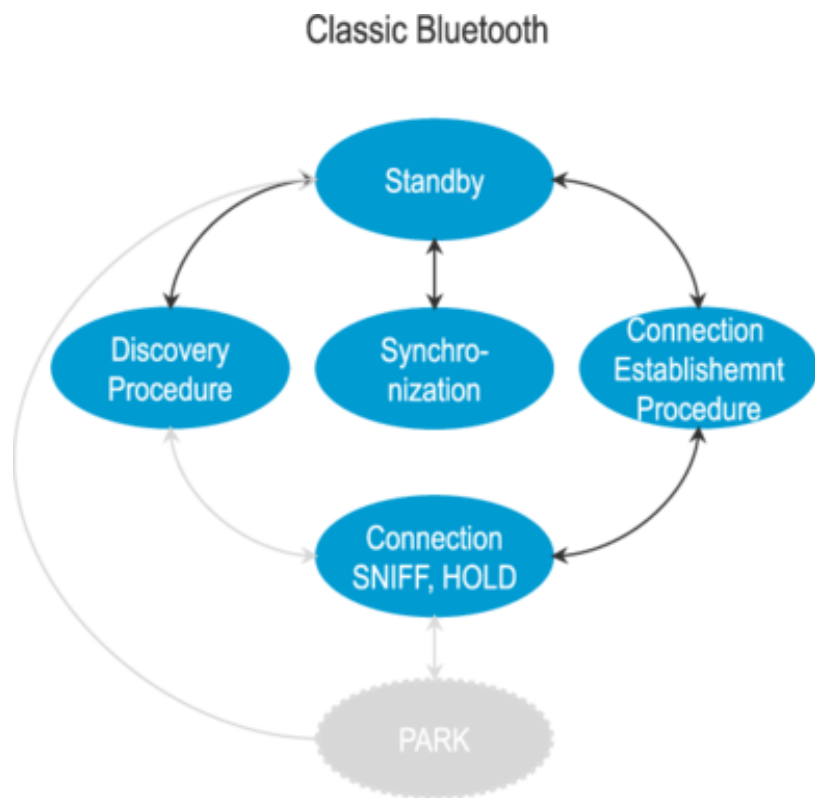 Classic Bluetooth
Standby
Discovery
Procedure
Synchro-
nization
Connection
Establishemnt
Procedure
Connection
SNIFF, HOLD
PARK